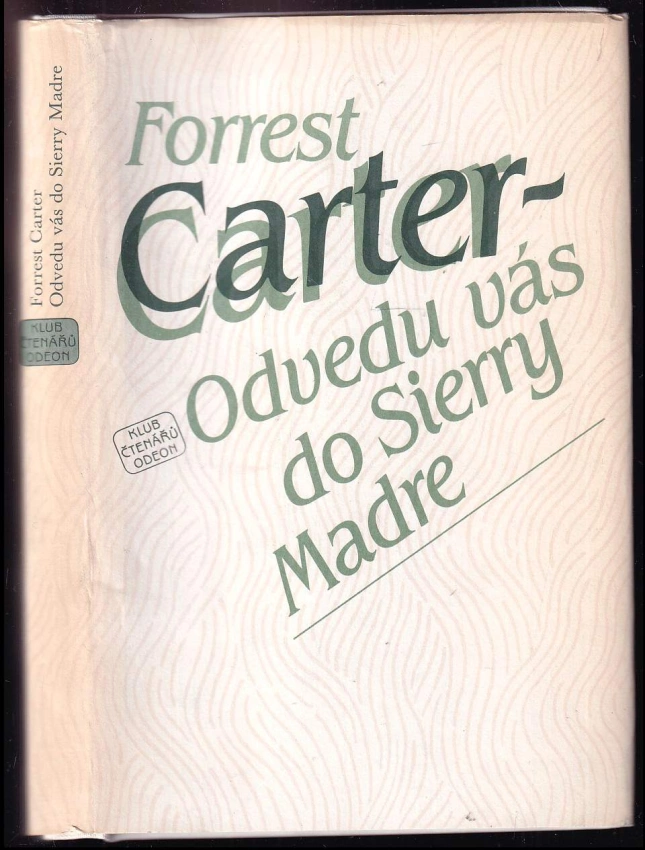 Forrest Carter
Odvedu vás do Sierry Madre
KLUB
ČTENÁŘŮ
ODEON
Forrest
Carter-
Odvedu vás
do Sierry
Madre
KLUB
ČTENÁŘŮ
ODEON